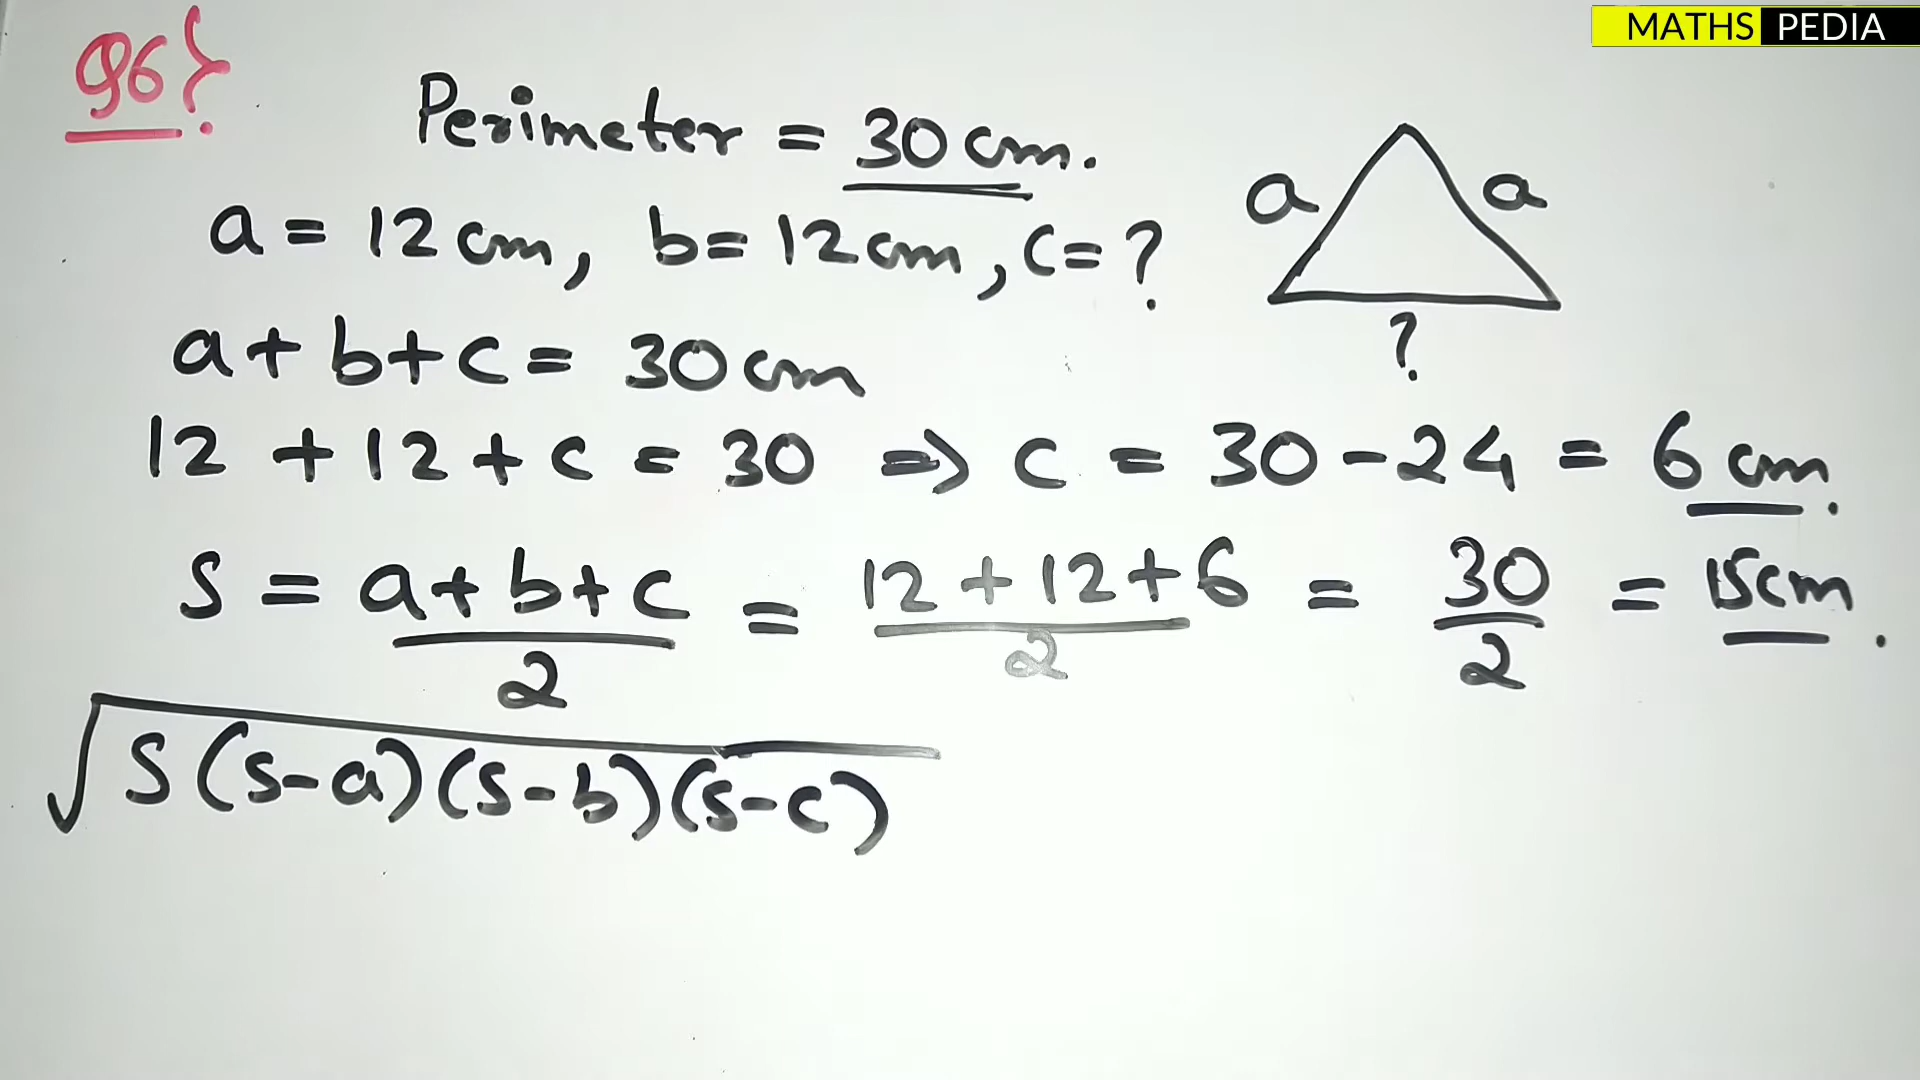 MATHS PEDIA
Q6}.
Perimeter = 30 cm.
a = 12 cm, b = 12 cm, c = ?
a a
?
a + b + c = 30 cm
12 + 12 + c = 30 ⇒ c = 30 - 24 = 6 cm.
s = a + b + c / 2 = 12 + 12 + 6 / 2 = 30 / 2 = 15 cm.
√s(s-a)(s-b)(s-c)